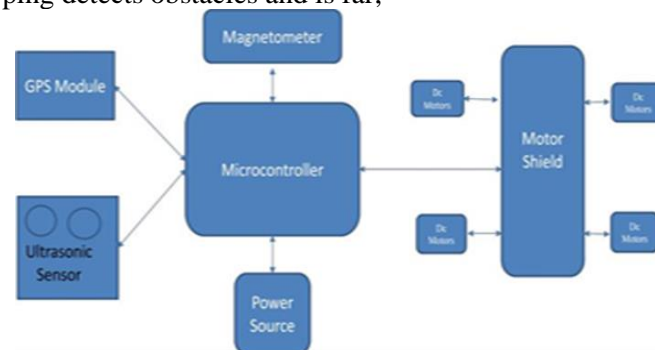 ping detects obstacles and is far,
Magnetometer
GPS Module
Dc
Motors
Dc
Motors
Motor
Shield
Microcontroller
Ultrasonic
Sensor
Dc
Motors
Dc
Motors
Power
Source